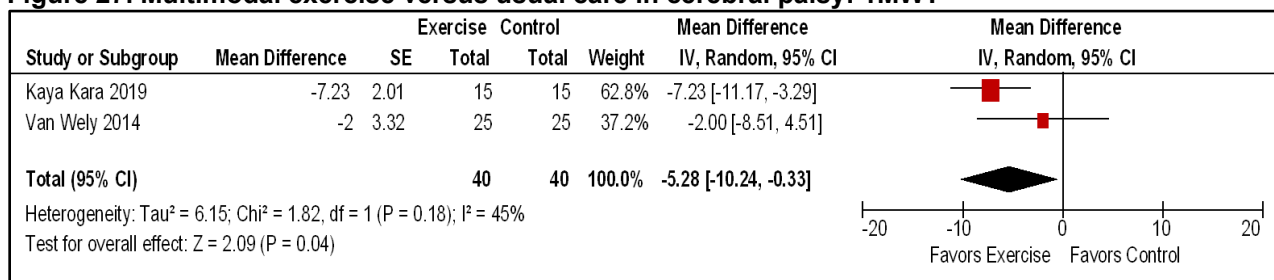 Figure 27. Multimodal exercise versus usual care in cerebral palsy: 1MWT
Exercise Control Mean Difference Mean Difference
Study or Subgroup Mean Difference SE Total Total Weight IV, Random, 95% CI IV, Random, 95% CI
Kaya Kara 2019 -7.23 2.01 15 15 62.8% -7.23 [-11.17, -3.29]
Van Wely 2014 -2 3.32 25 25 37.2% -2.00 [-8.51, 4.51]
Total (95% CI) 40 40 100.0% -5.28 [-10.24, -0.33]
Heterogeneity: Tau² = 6.15; Chi² = 1.82, df = 1 (P = 0.18); I² = 45%
Test for overall effect: Z = 2.09 (P = 0.04)
-20 -10 0 10 20
Favors Exercise Favors Control